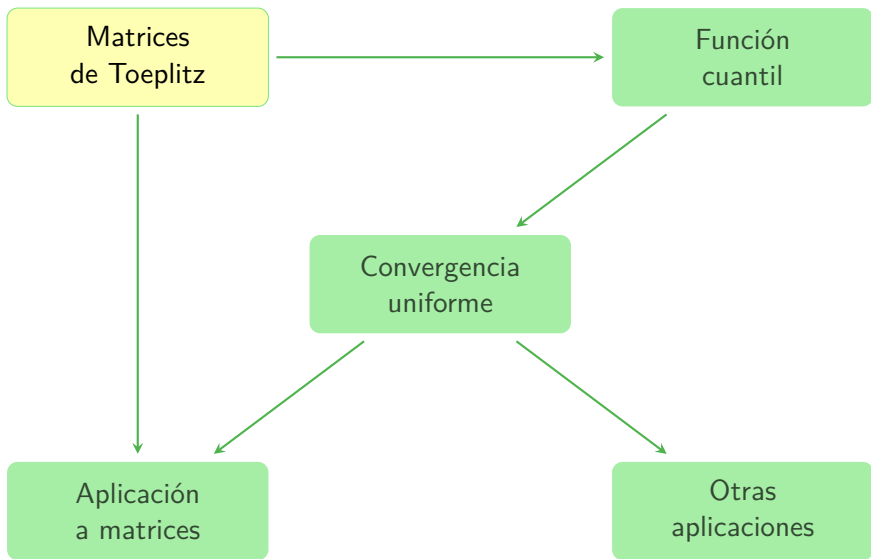 Matrices
de Toeplitz
Función
cuantil
Convergencia
uniforme
Aplicación
a matrices
Otras
aplicaciones